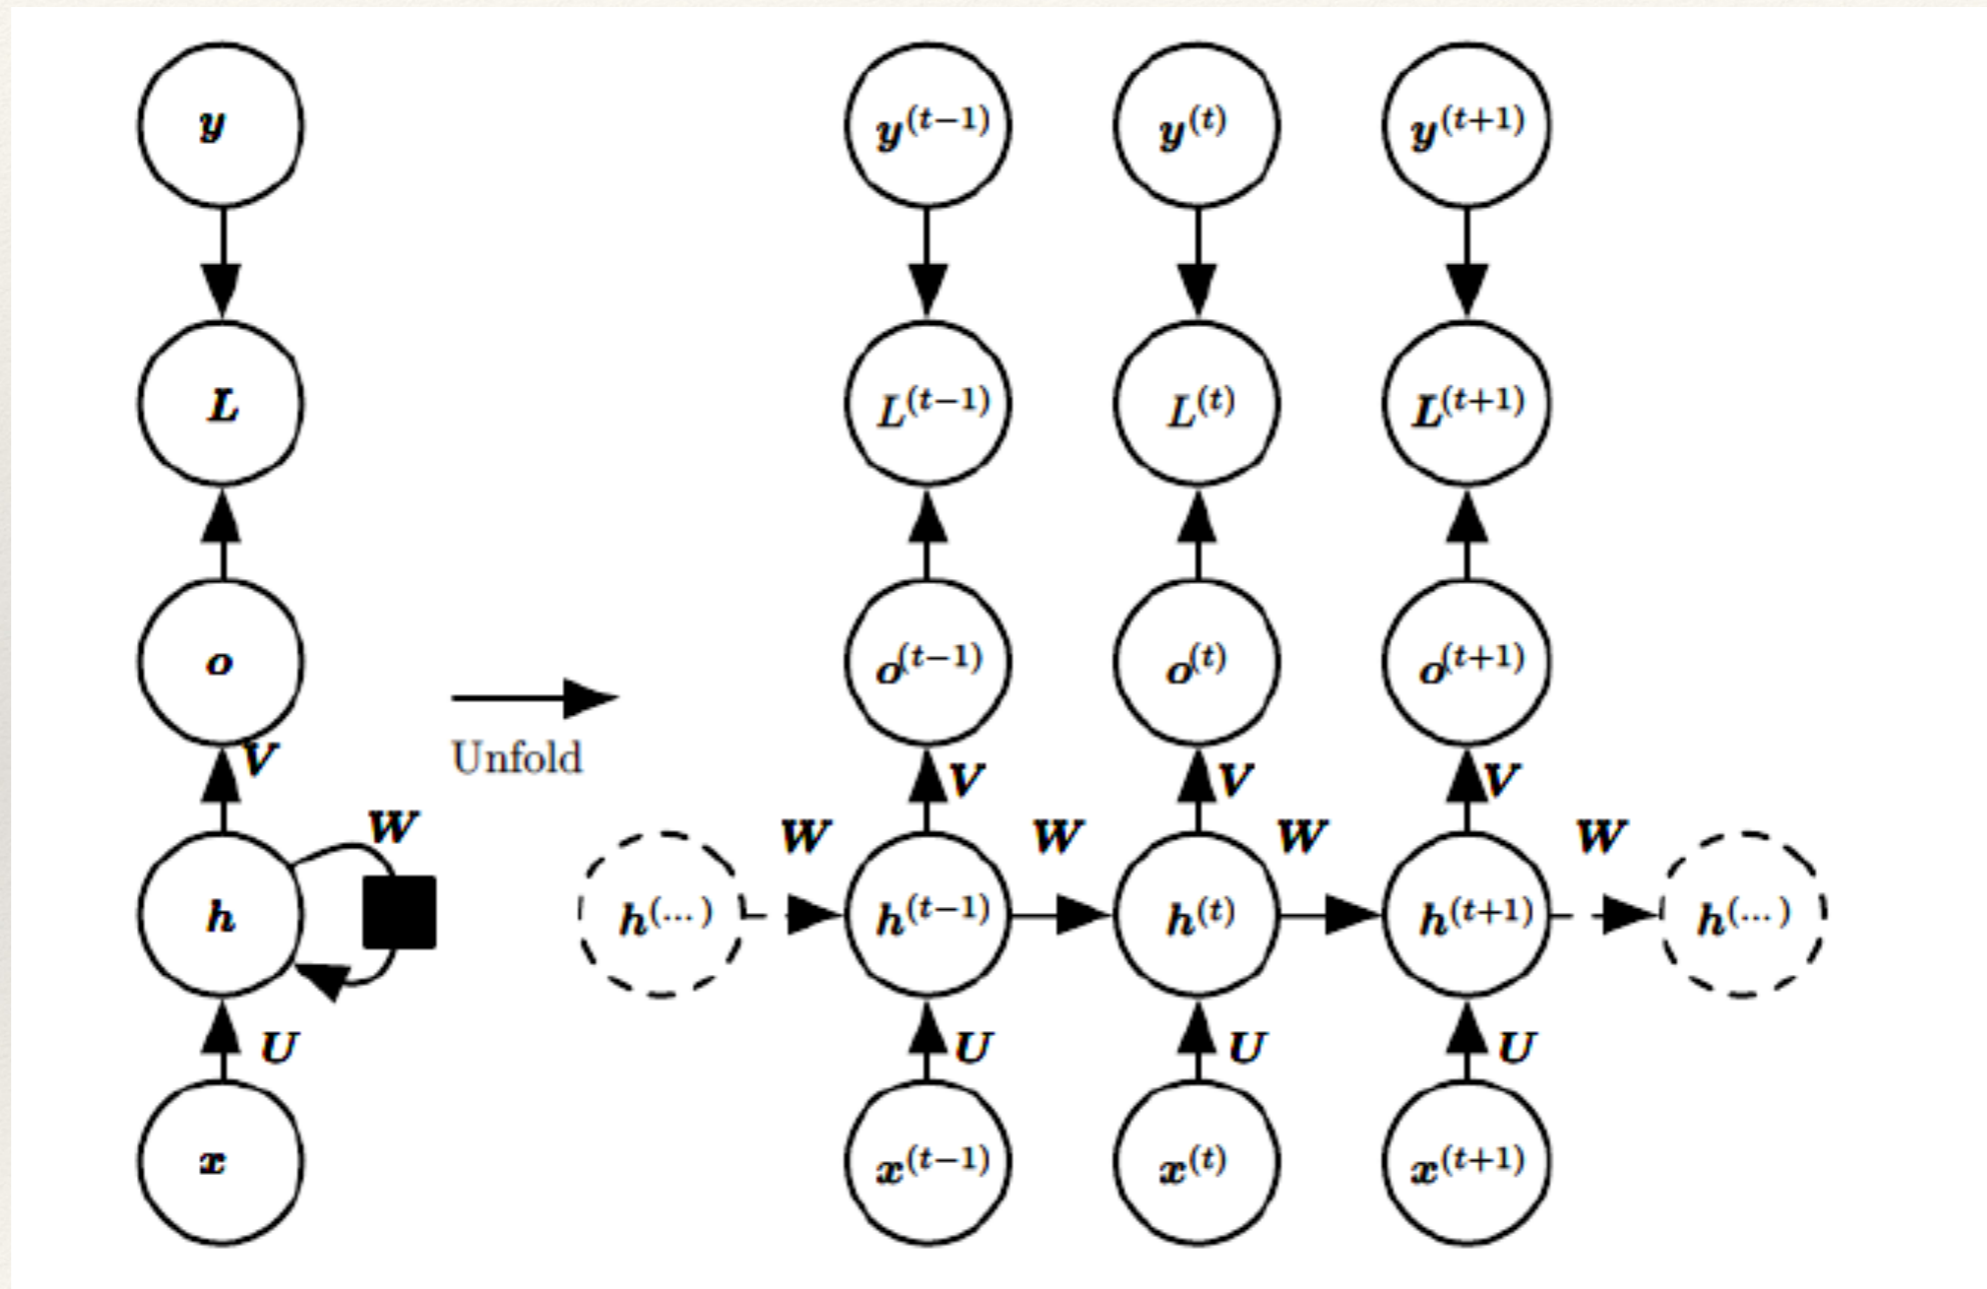 y y^(t−1) y^(t) y^(t+1)
L L^(t−1) L^(t) L^(t+1)
o o^(t−1) o^(t) o^(t+1)
V Unfold V V V
W W W W W
h h^(...) h^(t−1) h^(t) h^(t+1) h^(...)
U U U U
x x^(t−1) x^(t) x^(t+1)